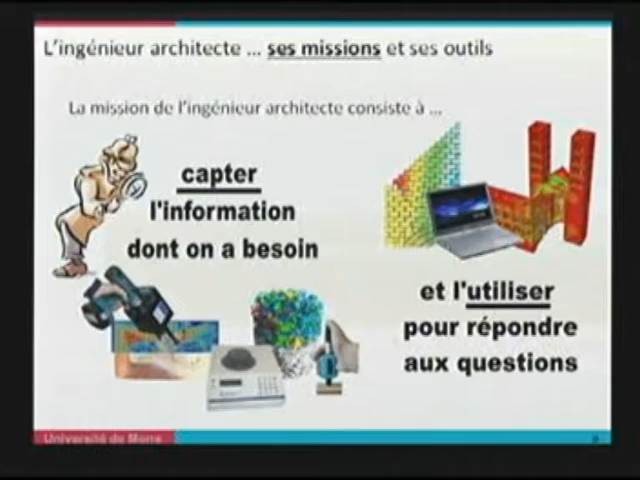 L'ingénieur architecte ... ses missions et ses outils
La mission de l'ingénieur architecte consiste à ...
capter
l'information
dont on a besoin
et l'utiliser
pour répondre
aux questions
Université de Mons